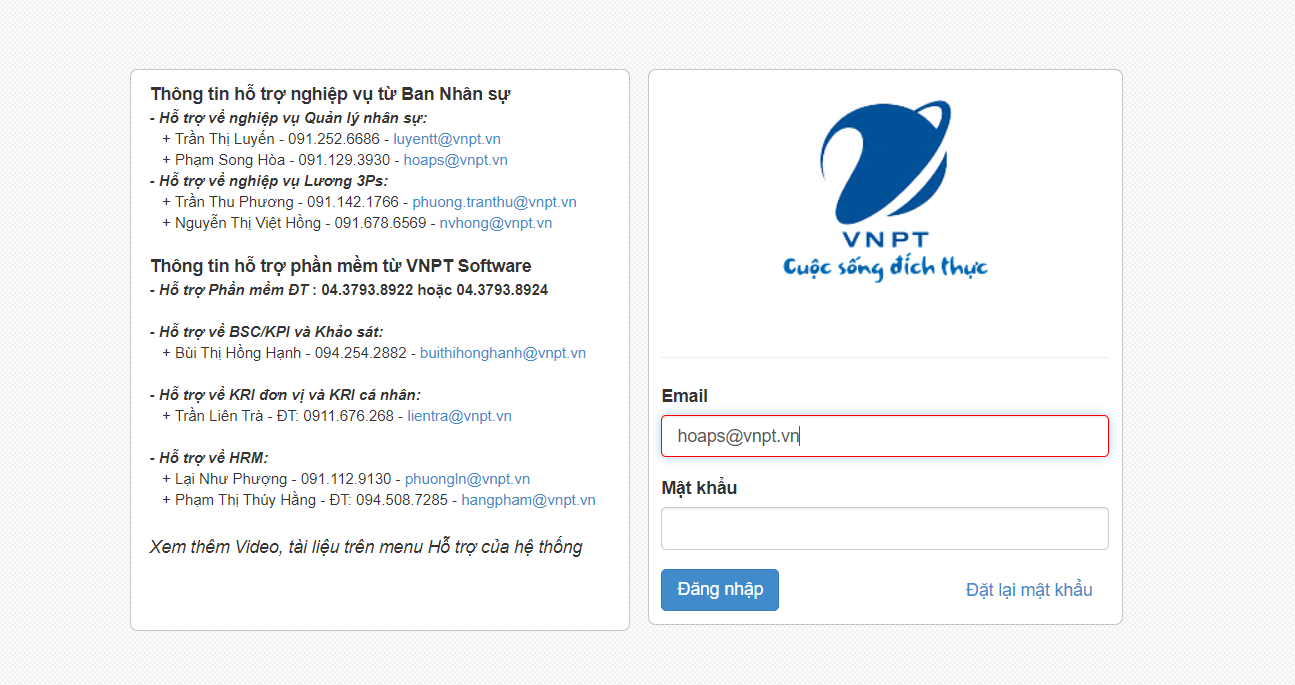 Thông tin hỗ trợ nghiệp vụ từ Ban Nhân sự
- Hỗ trợ về nghiệp vụ Quản lý nhân sự:
+ Trần Thị Luyến - 091.252.6686 - luyentt@vnpt.vn
+ Phạm Song Hòa - 091.129.3930 - hoaps@vnpt.vn
- Hỗ trợ về nghiệp vụ Lương 3Ps:
+ Trần Thu Phương - 091.142.1766 - phuong.tranthu@vnpt.vn
+ Nguyễn Thị Việt Hồng - 091.678.6569 - nvhong@vnpt.vn
Thông tin hỗ trợ phần mềm từ VNPT Software
- Hỗ trợ Phần mềm ĐT : 04.3793.8922 hoặc 04.3793.8924
- Hỗ trợ về BSC/KPI và Khảo sát:
+ Bùi Thị Hồng Hạnh - 094.254.2882 - buithihonghanh@vnpt.vn
- Hỗ trợ về KRI đơn vị và KRI cá nhân:
+ Trần Liên Trà - ĐT: 0911.676.268 - lientra@vnpt.vn
- Hỗ trợ về HRM:
+ Lại Như Phượng - 091.112.9130 - phuongln@vnpt.vn
+ Phạm Thị Thúy Hằng - ĐT: 094.508.7285 - hangpham@vnpt.vn
Xem thêm Video, tài liệu trên menu Hỗ trợ của hệ thống
VNPT
Cuộc sống đích thực
Email
hoaps@vnpt.vn
Mật khẩu
Đăng nhập
Đặt lại mật khẩu